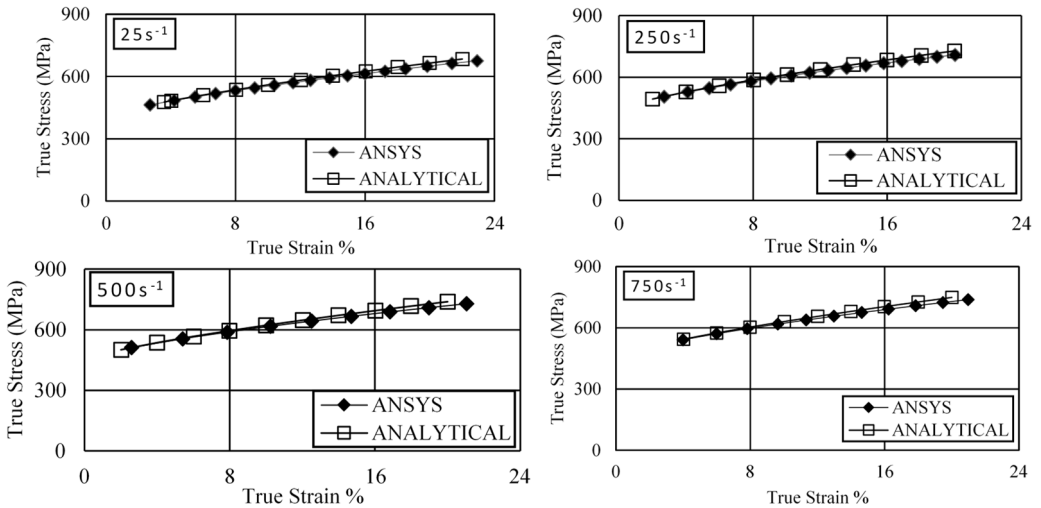 25s-1
True Stress (MPa)
900
600
300
0
ANSYS
ANALYTICAL
0 8 16 24
True Strain %
250s-1
True Stress (MPa)
900
600
300
0
ANSYS
ANALYTICAL
0 8 16 24
True Strain %
500s-1
True Stress (MPa)
900
600
300
0
ANSYS
ANALYTICAL
0 8 16 24
True Strain %
750s-1
True Stress (MPa)
900
600
300
0
ANSYS
ANALYTICAL
0 8 16 24
True Strain %